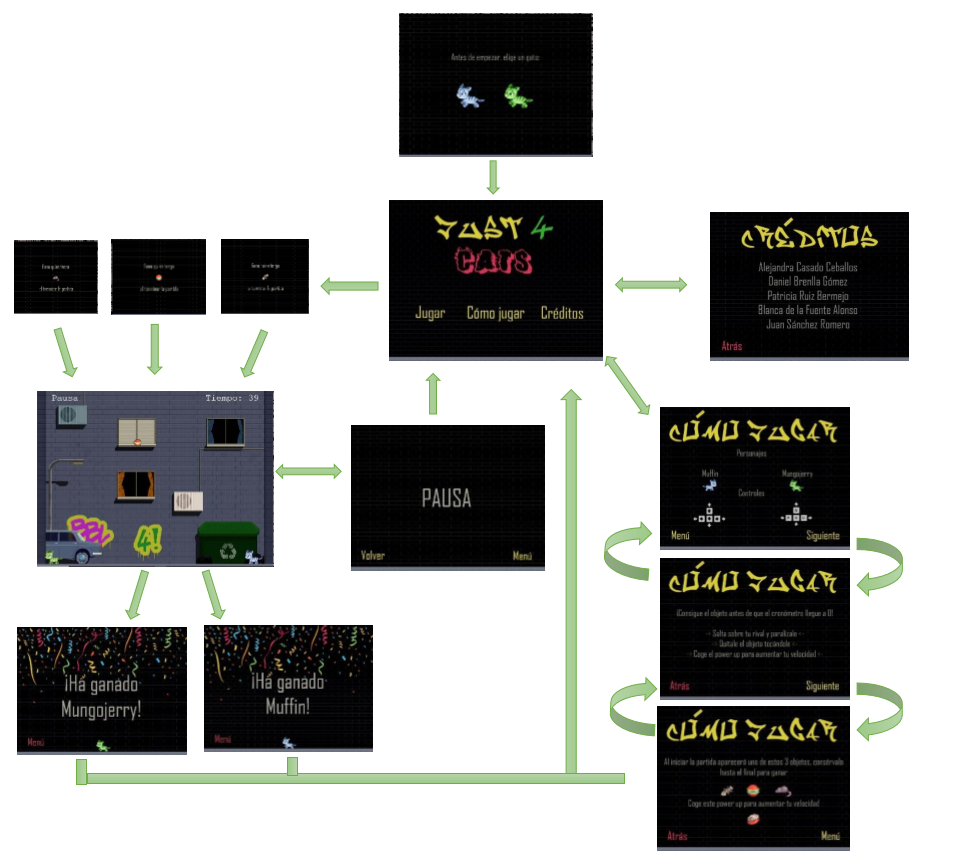 Antes de empezar, elige un gato:
JUST 4
CATS
Jugar Cómo jugar Créditos
CRÉDITOS
Alejandra Casado Ceballos
Daniel Brenlla Gómez
Patricia Ruiz Bermejo
Blanca de la Fuente Alonso
Juan Sánchez Romero
Atrás
Pausa Tiempo: 39
4!
PAUSA
Volver Menú
¡Ha ganado
Mungojerry!
Menú
¡Ha ganado
Muffin!
Menú
CÓMO JUGAR
Personajes
Muffin Mungojerry
Controles
Menú Siguiente
CÓMO JUGAR
¡Consigue el objeto antes de que el cronómetro llegue a 0!
- Salta sobre tu rival y paralízale -
- Quítale el objeto tocándole -
- Coge el power up para aumentar tu velocidad -
Atrás Siguiente
CÓMO JUGAR
Al iniciar la partida aparecerá uno de estos 3 objetos, consérvalo
hasta el final para ganar
Coge este power up para aumentar tu velocidad
Atrás Menú